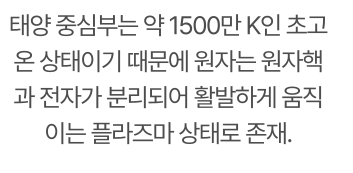 태양 중심부는 약 1500만 K인 초고
온 상태이기 때문에 원자는 원자핵
과 전자가 분리되어 활발하게 움직
이는 플라즈마 상태로 존재.